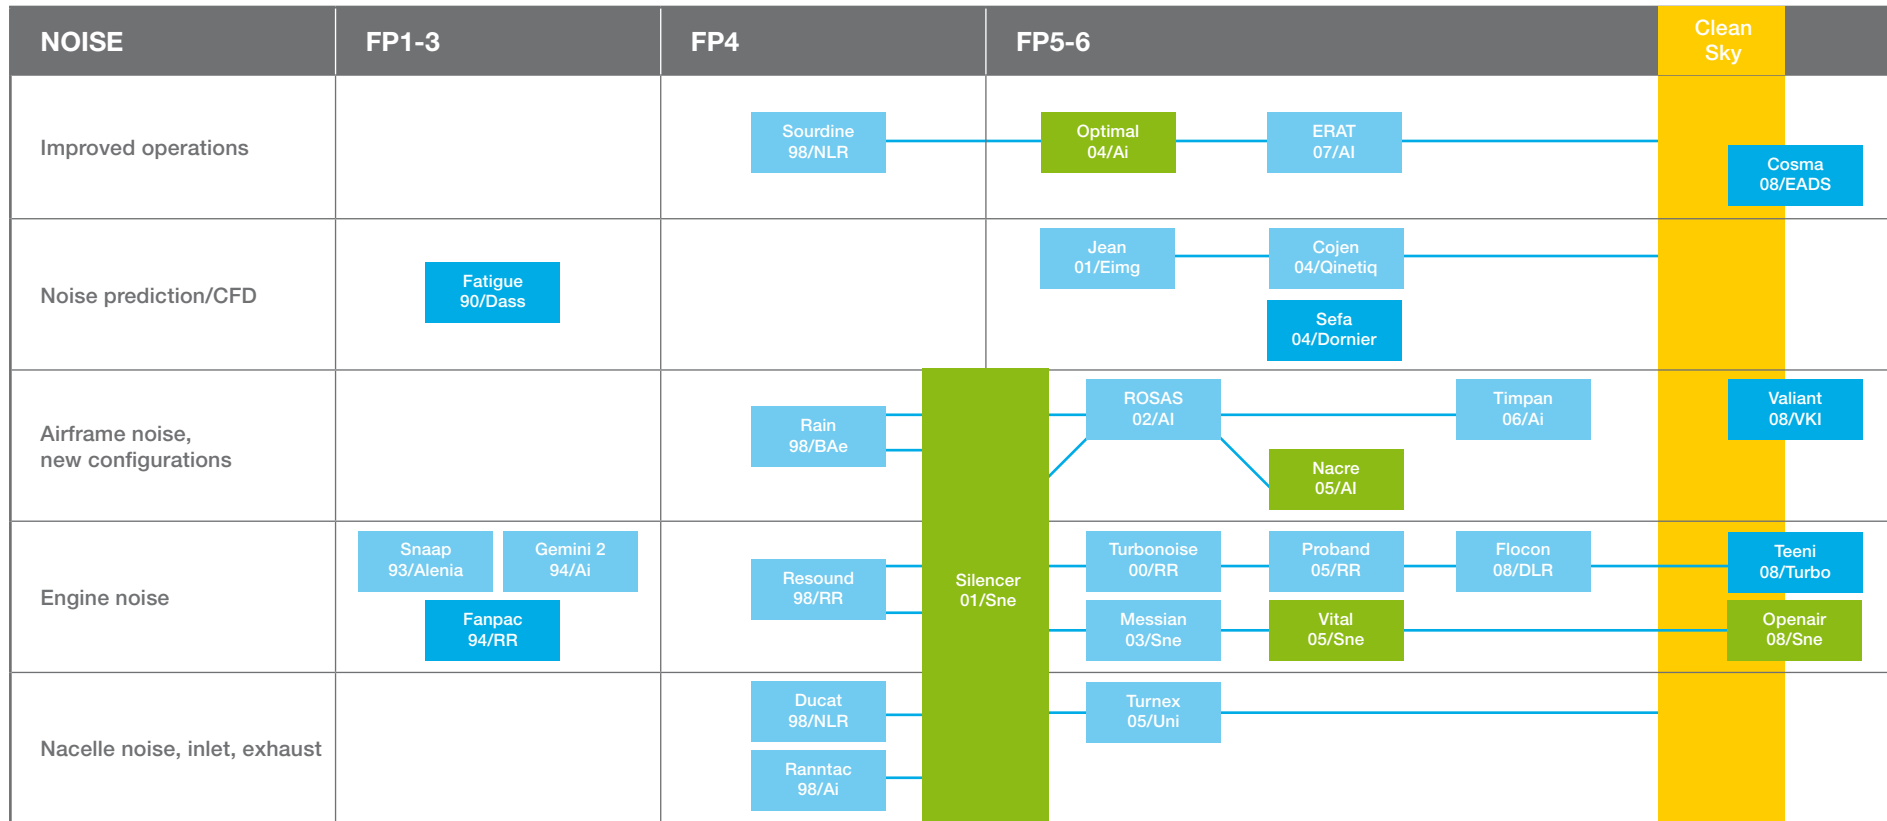 NOISE
FP1-3
FP4
FP5-6
Clean
Sky
Improved operations
Sourdine
98/NLR
Optimal
04/Ai
ERAT
07/AI
Cosma
08/EADS
Noise prediction/CFD
Fatigue
90/Dass
Jean
01/Eimg
Cojen
04/Qinetiq
Sefa
04/Dornier
Airframe noise,
new configurations
Rain
98/BAe
ROSAS
02/AI
Timpan
06/Ai
Valiant
08/VKI
Nacre
05/AI
Engine noise
Snaap
93/Alenia
Gemini 2
94/Ai
Fanpac
94/RR
Resound
98/RR
Silencer
01/Sne
Turbonoise
00/RR
Proband
05/RR
Flocon
08/DLR
Teeni
08/Turbo
Messian
03/Sne
Vital
05/Sne
Openair
08/Sne
Nacelle noise, inlet, exhaust
Ducat
98/NLR
Ranntac
98/Ai
Turnex
05/Uni